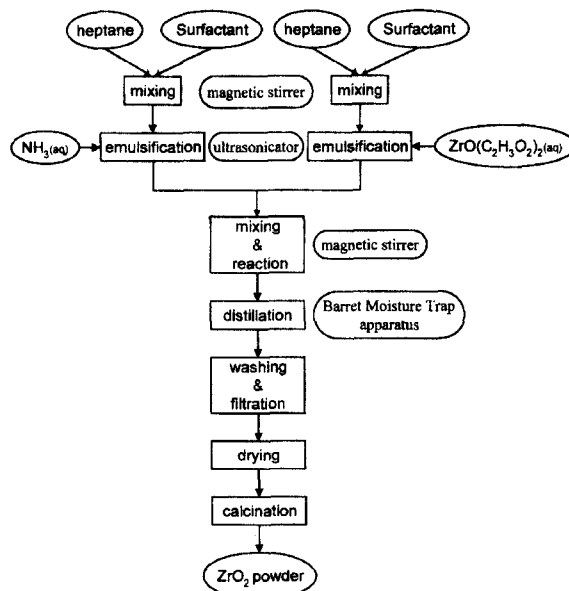 heptane
Surfactant
heptane
Surfactant
mixing
magnetic stirrer
mixing
NH₃(aq)
emulsification
ultrasonicator
emulsification
ZrO(C₂H₃O₂)₂(aq)
mixing
&
reaction
magnetic stirrer
distillation
Barret Moisture Trap
apparatus
washing
&
filtration
drying
calcination
ZrO₂ powder